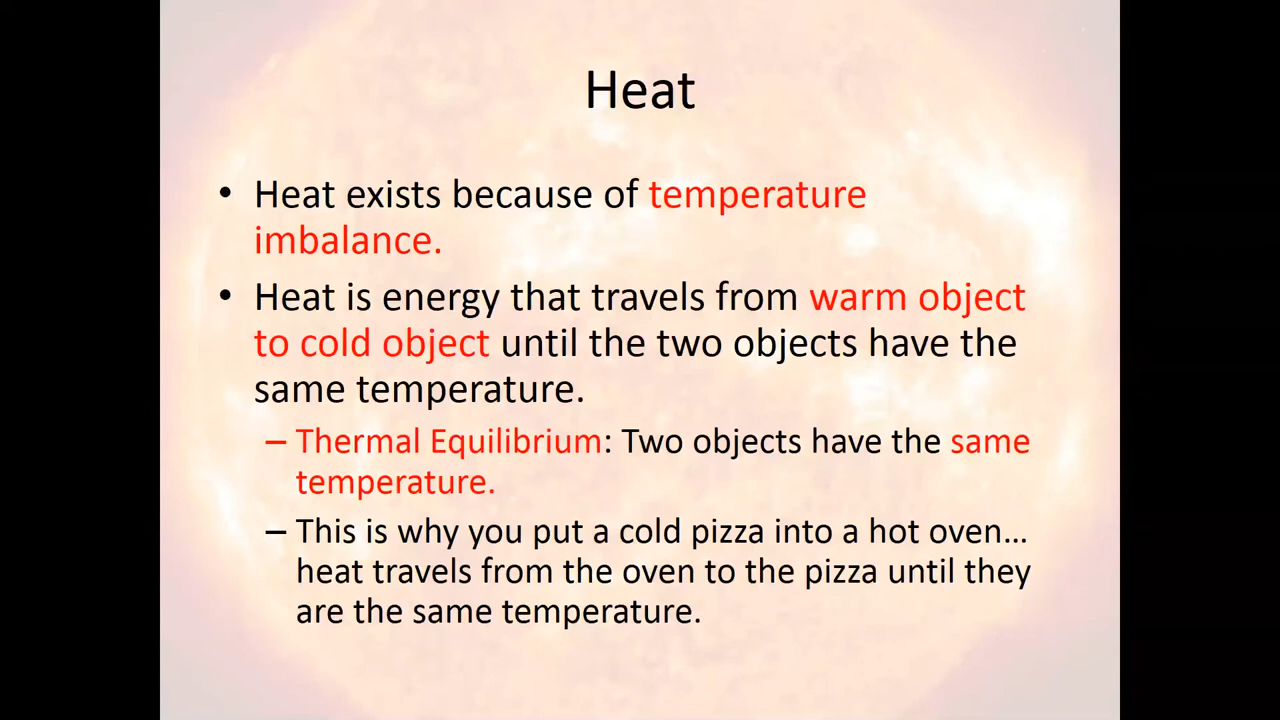 Heat
• Heat exists because of temperature
imbalance.
• Heat is energy that travels from warm object
to cold object until the two objects have the
same temperature.
– Thermal Equilibrium: Two objects have the same
temperature.
– This is why you put a cold pizza into a hot oven…
heat travels from the oven to the pizza until they
are the same temperature.